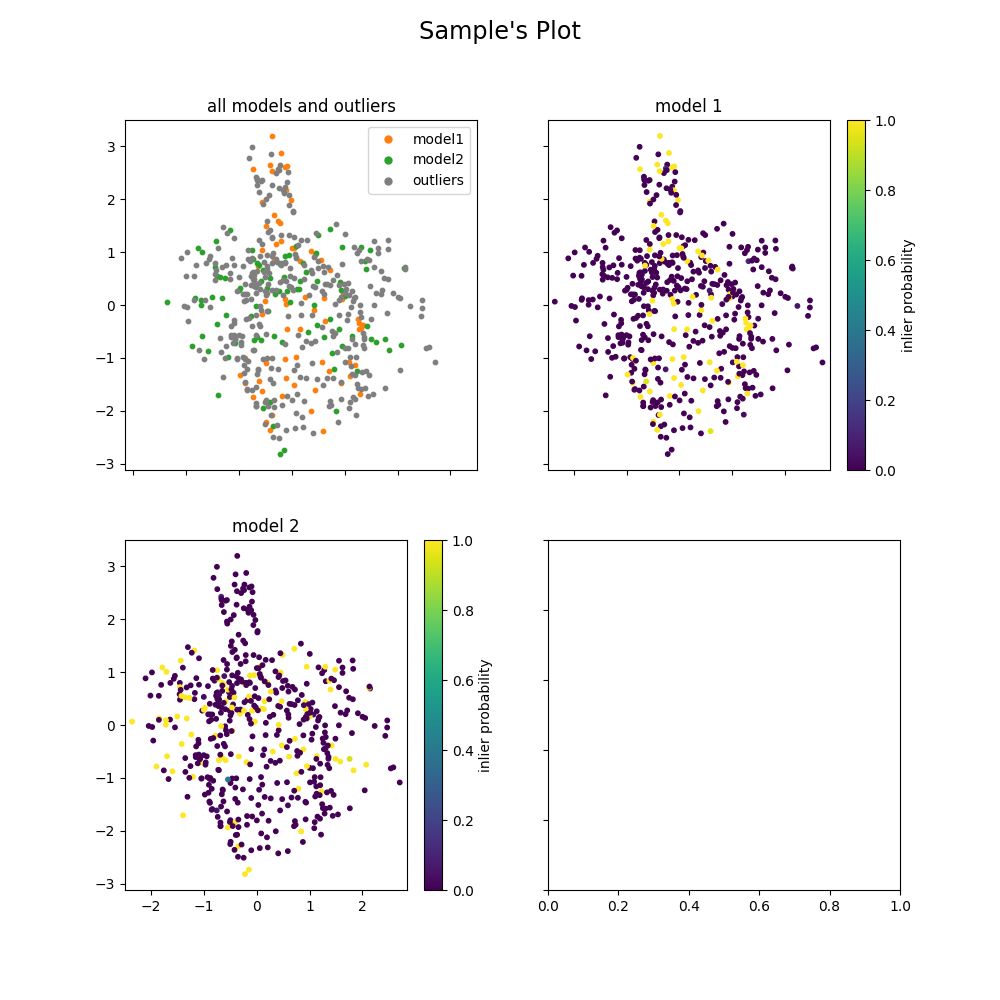 Sample's Plot
all models and outliers
model1
model2
outliers
3
2
1
0
−1
−2
−3
model 1
1.0
0.8
0.6
0.4
0.2
0.0
inlier probability
model 2
3
2
1
0
−1
−2
−3
−2 −1 0 1 2
1.0
0.8
0.6
0.4
0.2
0.0
inlier probability
0.0 0.2 0.4 0.6 0.8 1.0